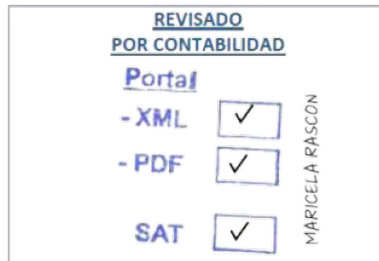 REVISADO
POR CONTABILIDAD
Portal
- XML ✓
- PDF ✓
SAT ✓
MARICELA RASCON